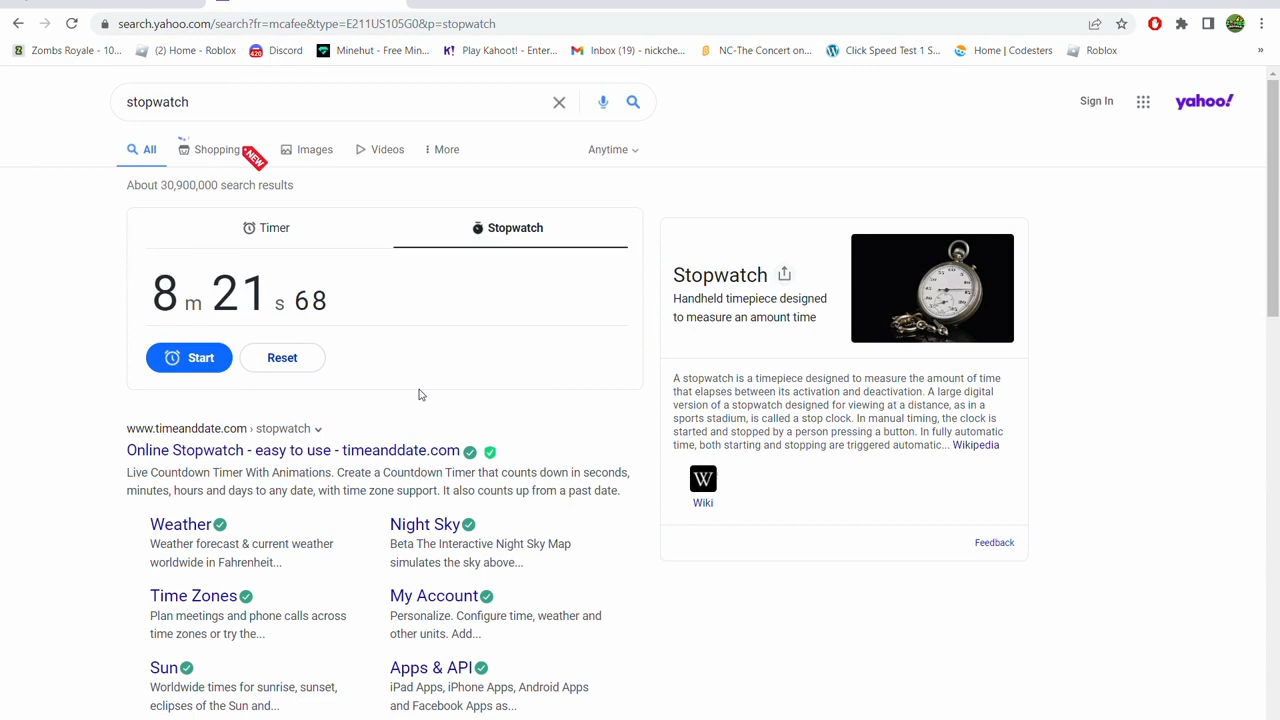 search.yahoo.com/search?fr=mcafee&type=E211US105G0&p=stopwatch
Zombs Royale - 10... (2) Home - Roblox Discord Minehut - Free Min... Play Kahoot! - Enter... Inbox (19) - nickche... NC-The Concert on... Click Speed Test 1 S... Home | Codesters Roblox »
stopwatch
Sign In yahoo!
All Shopping NEW Images Videos More Anytime
About 30,900,000 search results
Timer Stopwatch
8 m 21 s 68
Start Reset
www.timeanddate.com › stopwatch
Online Stopwatch - easy to use - timeanddate.com
Live Countdown Timer With Animations. Create a Countdown Timer that counts down in seconds,
minutes, hours and days to any date, with time zone support. It also counts up from a past date.
Weather
Weather forecast & current weather
worldwide in Fahrenheit...
Night Sky
Beta The Interactive Night Sky Map
simulates the sky above...
Time Zones
Plan meetings and phone calls across
time zones or try the...
My Account
Personalize. Configure time, weather and
other units. Add...
Sun
Worldwide times for sunrise, sunset,
eclipses of the Sun and...
Apps & API
iPad Apps, iPhone Apps, Android Apps
and Facebook Apps as...
Stopwatch
Handheld timepiece designed
to measure an amount time
A stopwatch is a timepiece designed to measure the amount of time
that elapses between its activation and deactivation. A large digital
version of a stopwatch designed for viewing at a distance, as in a
sports stadium, is called a stop clock. In manual timing, the clock is
started and stopped by a person pressing a button. In fully automatic
time, both starting and stopping are triggered automatic... Wikipedia
W
Wiki
Feedback